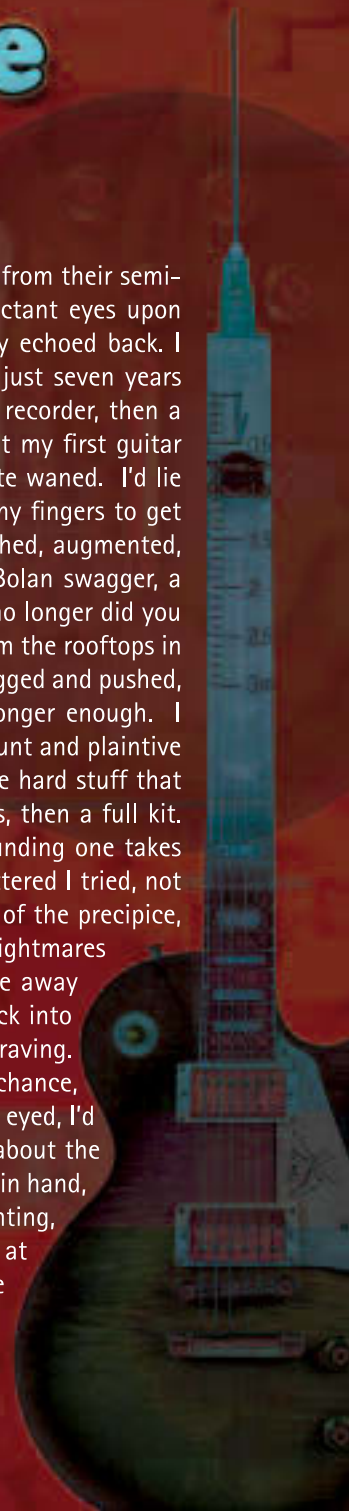 e
from their semi-
ctant eyes upon
y echoed back. I
just seven years
recorder, then a
t my first guitar
te waned. I'd lie
ny fingers to get
hed, augmented,
Bolan swagger, a
no longer did you
m the rooftops in
gged and pushed,
onger enough. I
unt and plaintive
e hard stuff that
s, then a full kit.
unding one takes
ttered I tried, not
of the precipice,
ightmares
e away
ck into
raving.
chance,
eyed, I'd
about the
in hand,
nting,
at
e